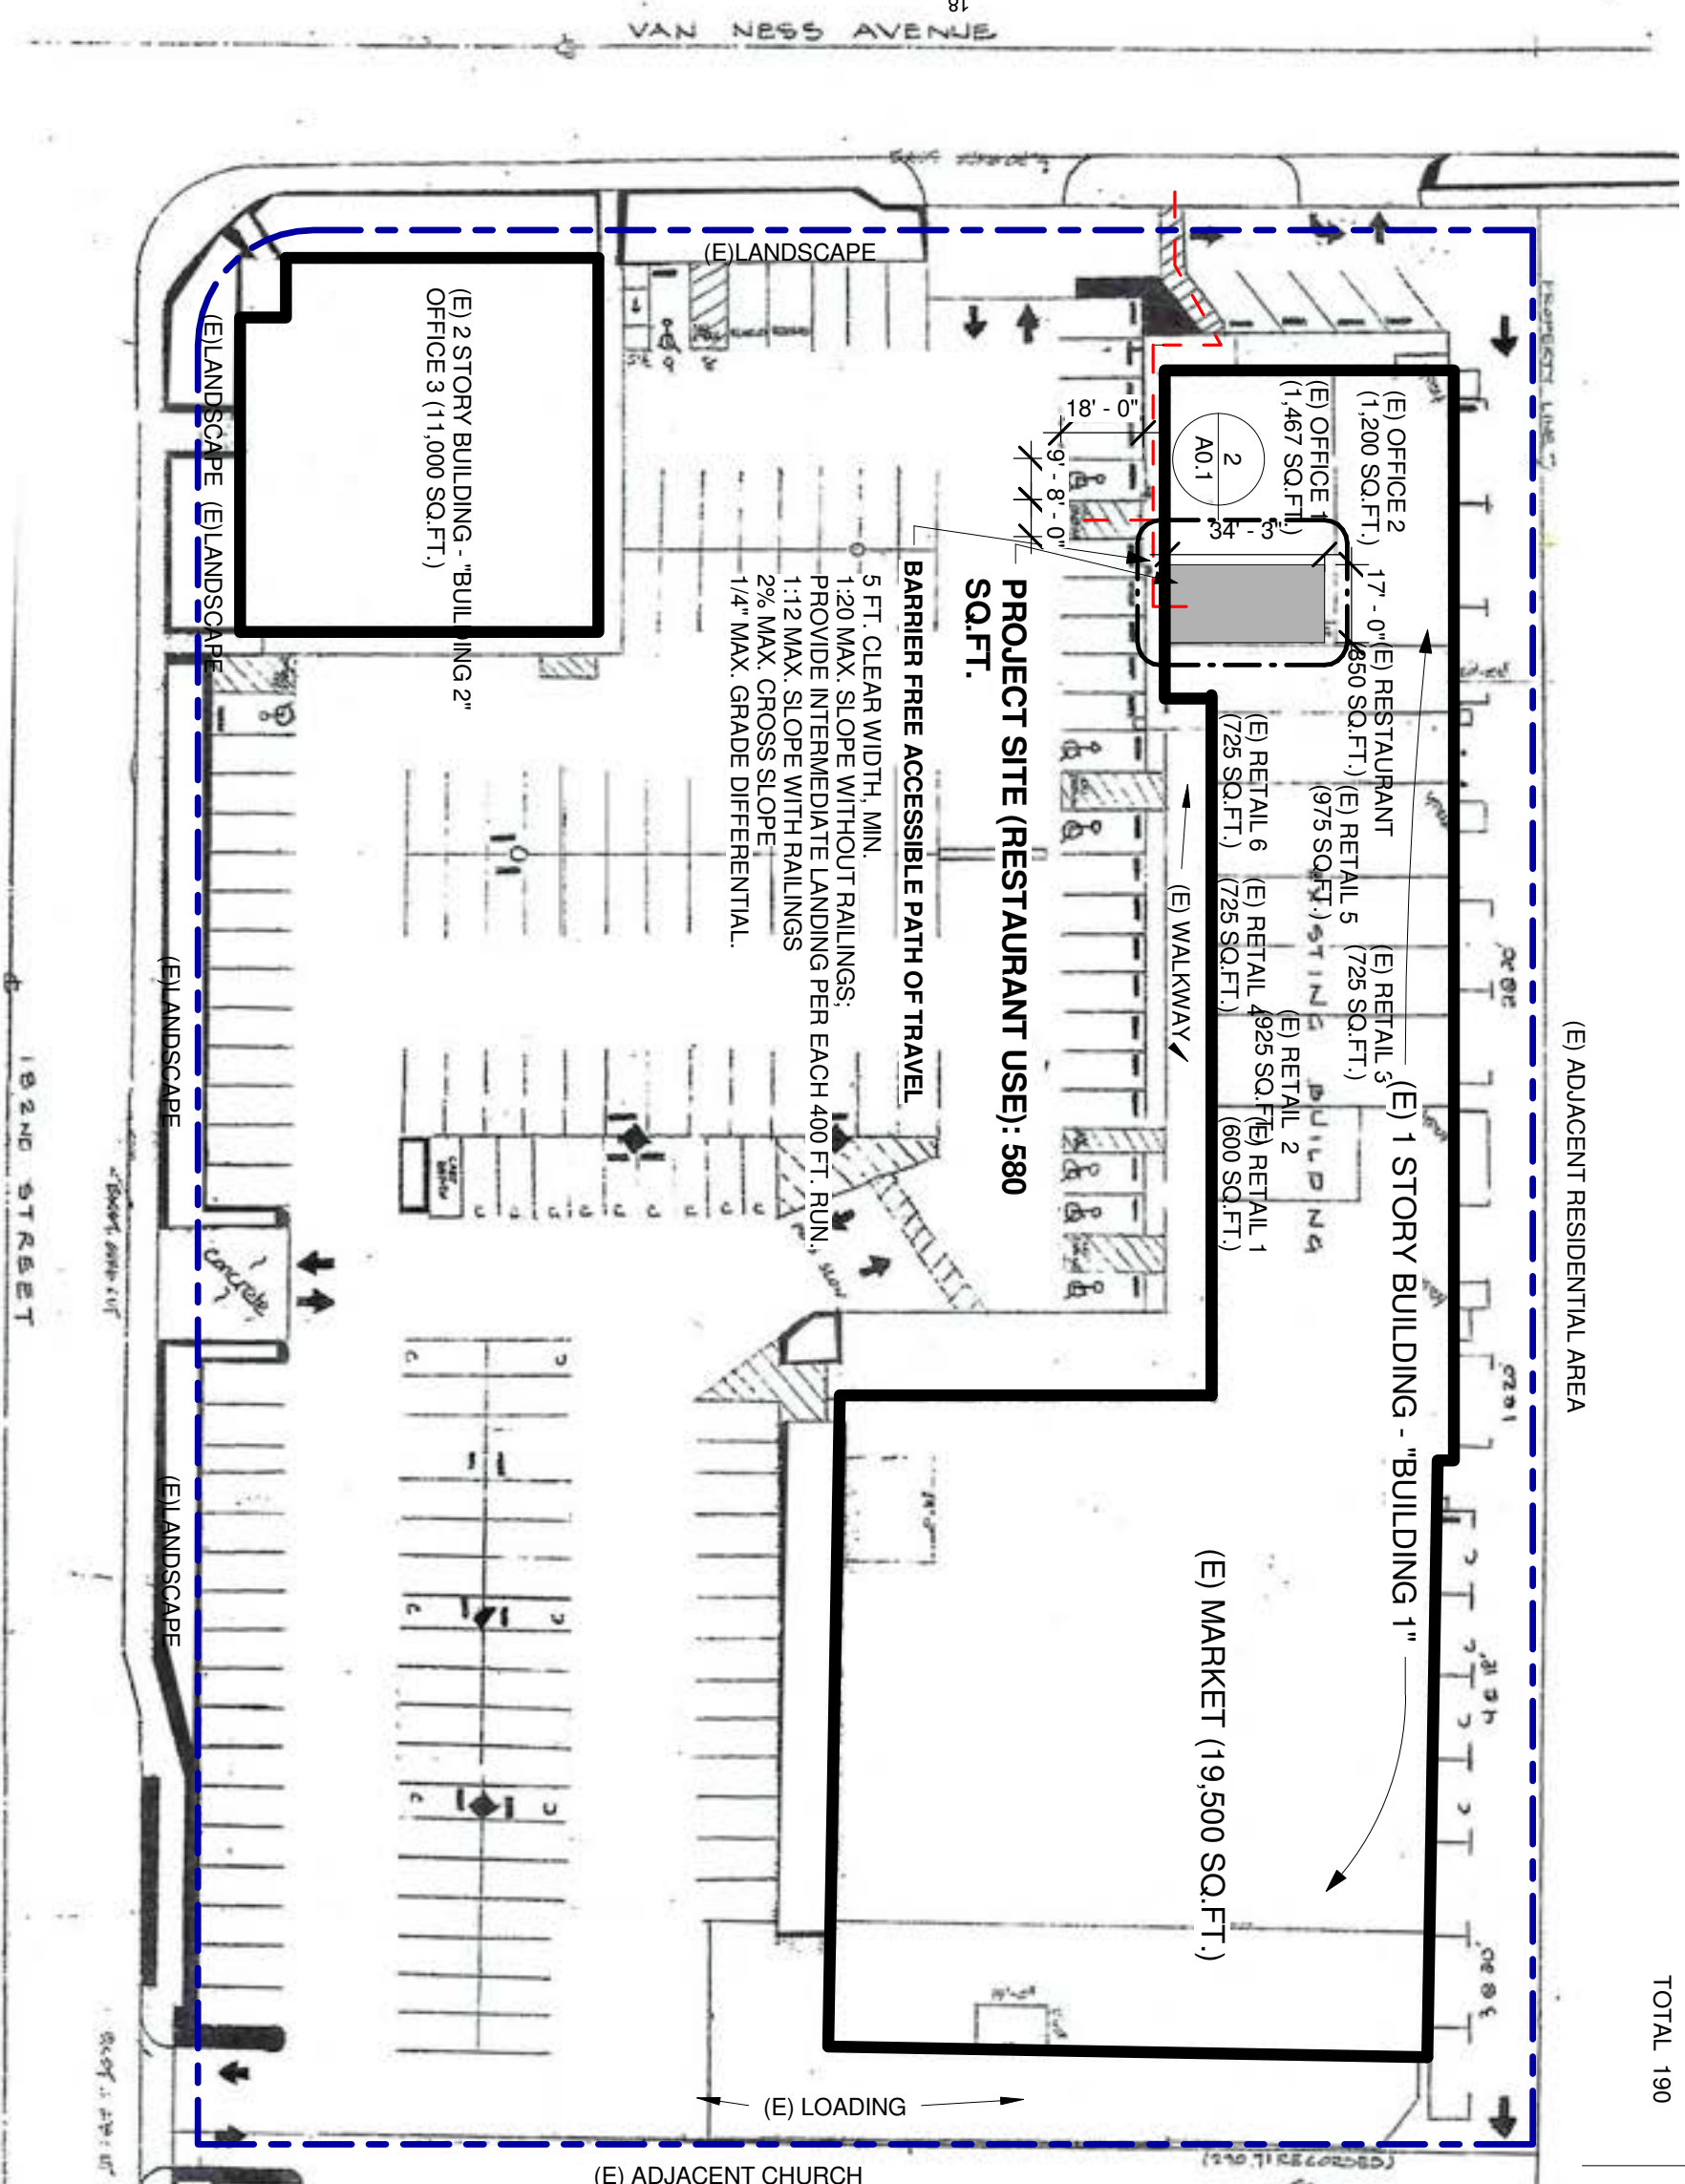 VAN NESS AVENUE
18
(E)LANDSCAPE
(E) 2 STORY BUILDING - "BUILDING 2"
OFFICE 3 (11,000 SQ.FT.)
(E)LANDSCAPE
(E)LANDSCAPE
(E)LANDSCAPE
(E)LANDSCAPE
182ND STREET
concrete
PROPERTY LINE
(E) OFFICE 2
(1,200 SQ.FT.)
(E) OFFICE 1
(1,467 SQ.FT.)
2
A0.1
18' - 0"
9' - 0"
8' - 0"
34' - 3"
17' - 0"
(E) RESTAURANT
850 SQ.FT.)
(E) RETAIL 6
(725 SQ.FT.)
(E) RETAIL 5
(975 SQ.FT.)
(E) RETAIL 4
(725 SQ.FT.)
(E) RETAIL 3
(725 SQ.FT.)
(E) RETAIL 2
(925 SQ.FT.)
(E) RETAIL 1
(600 SQ.FT.)
BUILDING
(E) WALKWAY
PROJECT SITE (RESTAURANT USE): 580
SQ.FT.
BARRIER FREE ACCESSIBLE PATH OF TRAVEL
5 FT. CLEAR WIDTH, MIN.
1:20 MAX. SLOPE WITHOUT RAILINGS;
PROVIDE INTERMEDIATE LANDING PER EACH 400 FT. RUN.
1:12 MAX. SLOPE WITH RAILINGS
2% MAX. CROSS SLOPE
1/4" MAX. GRADE DIFFERENTIAL.
(E) 1 STORY BUILDING - "BUILDING 1"
(E) MARKET (19,500 SQ.FT.)
(E) ADJACENT RESIDENTIAL AREA
(E) LOADING
(E) ADJACENT CHURCH
TOTAL 190